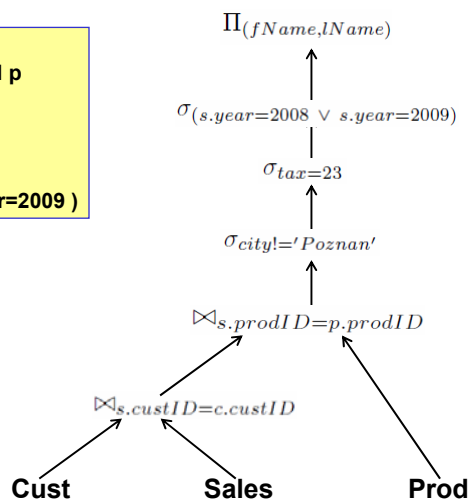 p
r=2009 )
Π(fName,lName)
σ(s.year=2008 ∨ s.year=2009)
σtax=23
σcity!='Poznan'
⋈s.prodID=p.prodID
⋈s.custID=c.custID
Cust Sales Prod